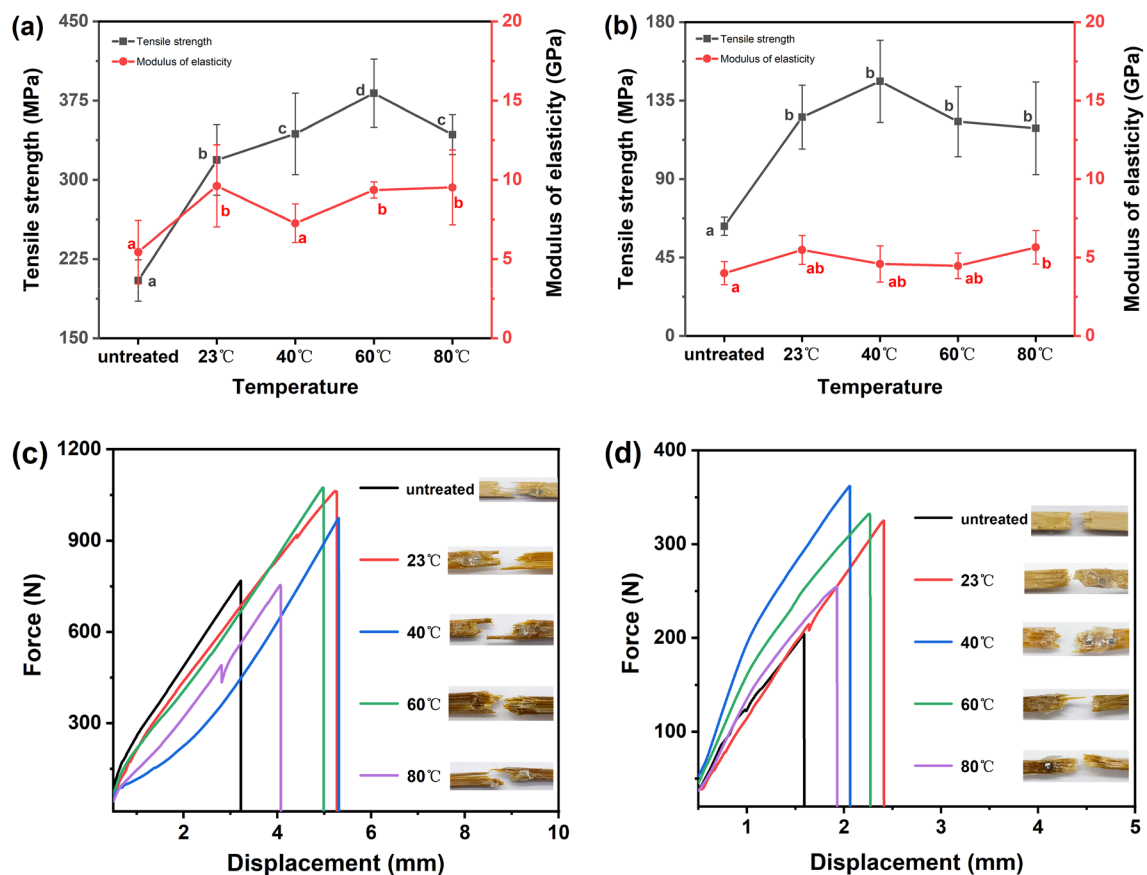 (a)
450
375
300
225
150
Tensile strength (MPa)
Tensile strength
Modulus of elasticity
a
b
c
d
c
a
b
a
b
b
20
15
10
5
0
Modulus of elasticity (GPa)
untreated 23℃ 40℃ 60℃ 80℃
Temperature
(b)
180
135
90
45
0
Tensile strength (MPa)
Tensile strength
Modulus of elasticity
a
b
b
b
b
a
ab
ab
ab
b
20
15
10
5
0
Modulus of elasticity (GPa)
untreated 23℃ 40℃ 60℃ 80℃
Temperature
(c)
1200
900
600
300
Force (N)
untreated
23℃
40℃
60℃
80℃
2 4 6 8 10
Displacement (mm)
(d)
400
300
200
100
Force (N)
untreated
23℃
40℃
60℃
80℃
1 2 3 4 5
Displacement (mm)